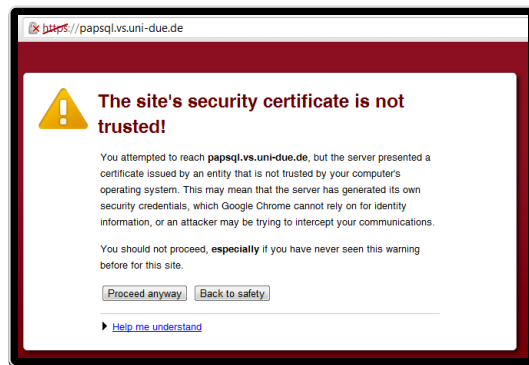 https://papsql.vs.uni-due.de
The site's security certificate is not
trusted!
You attempted to reach papsql.vs.uni-due.de, but the server presented a
certificate issued by an entity that is not trusted by your computer's
operating system. This may mean that the server has generated its own
security credentials, which Google Chrome cannot rely on for identity
information, or an attacker may be trying to intercept your communications.
You should not proceed, especially if you have never seen this warning
before for this site.
Proceed anyway Back to safety
Help me understand